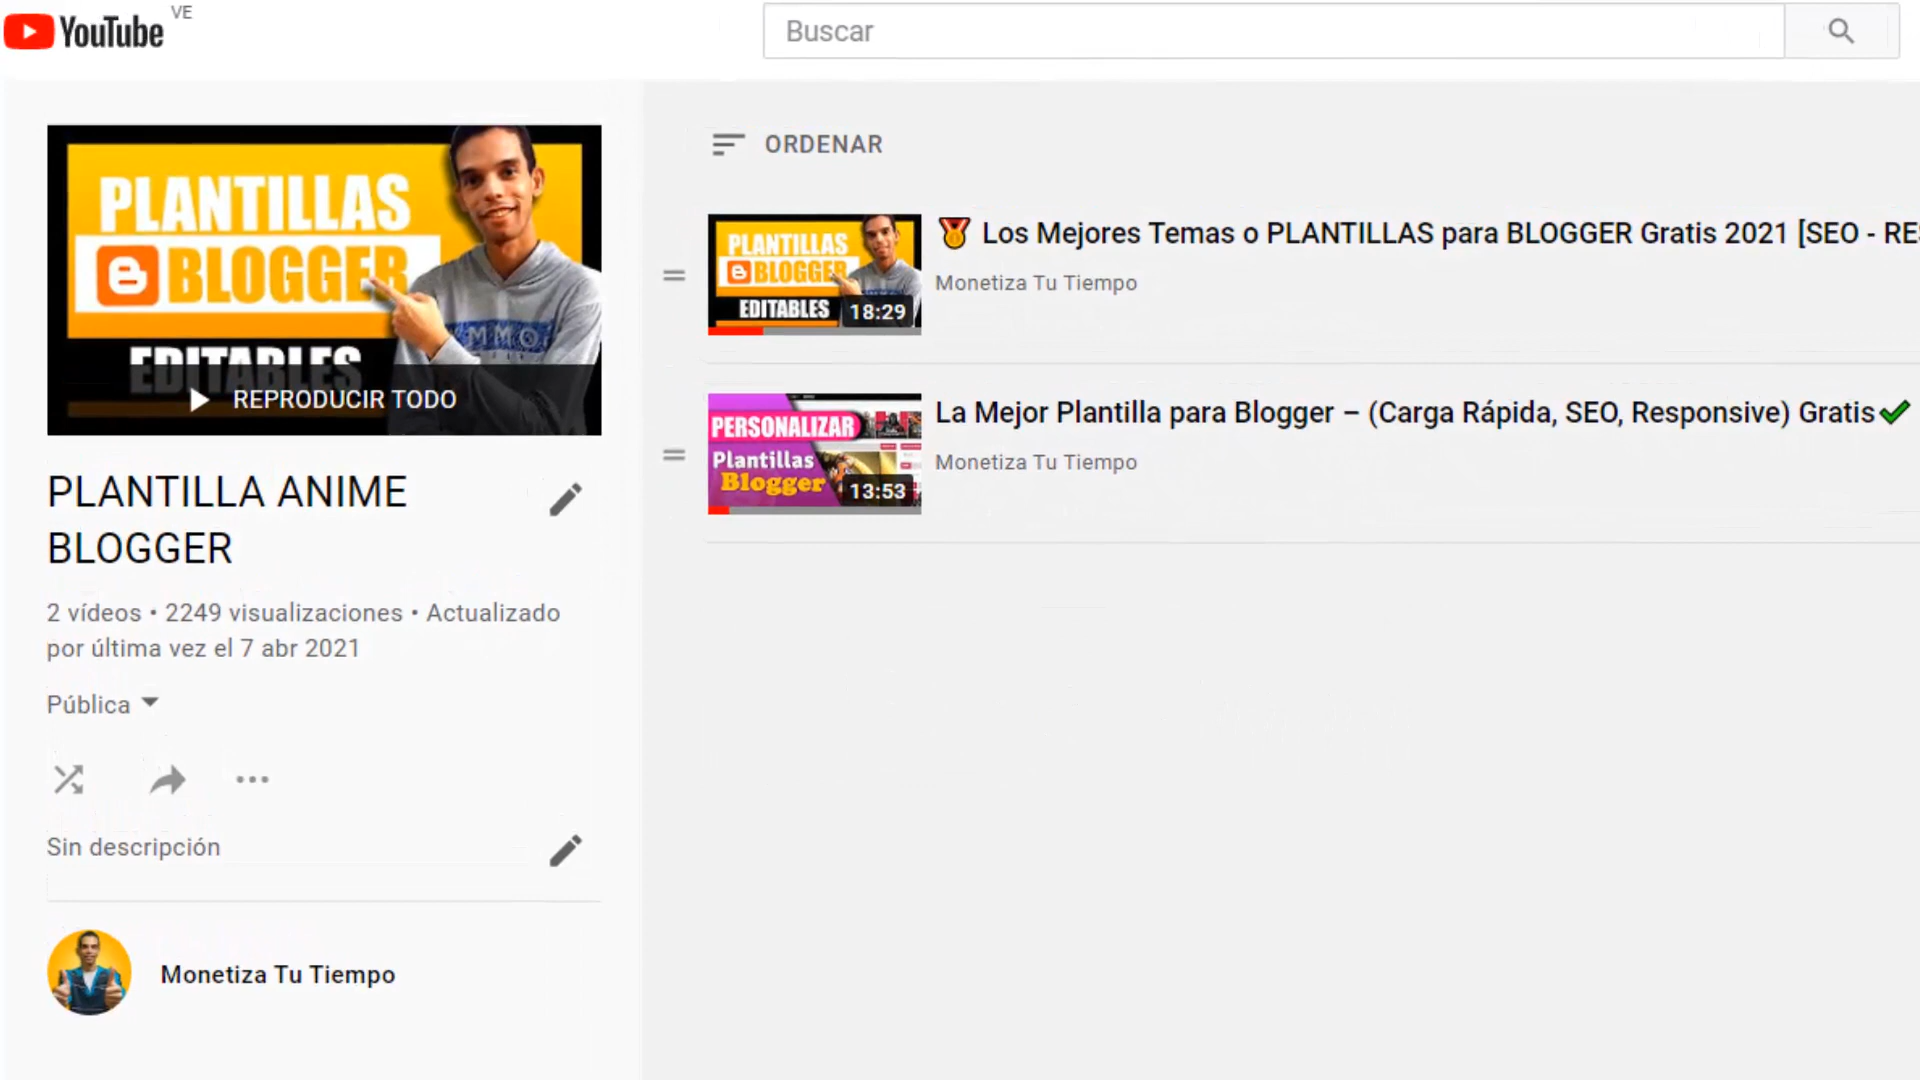 YouTube VE
Buscar
PLANTILLAS
BLOGGER
EDITABLES
REPRODUCIR TODO
PLANTILLA ANIME
BLOGGER
2 vídeos • 2249 visualizaciones • Actualizado
por última vez el 7 abr 2021
Pública
Sin descripción
Monetiza Tu Tiempo
ORDENAR
PLANTILLAS
BLOGGER
EDITABLES
18:29
🏅 Los Mejores Temas o PLANTILLAS para BLOGGER Gratis 2021 [SEO - RES
Monetiza Tu Tiempo
PERSONALIZAR
Plantillas
Blogger
13:53
La Mejor Plantilla para Blogger – (Carga Rápida, SEO, Responsive) Gratis✔
Monetiza Tu Tiempo